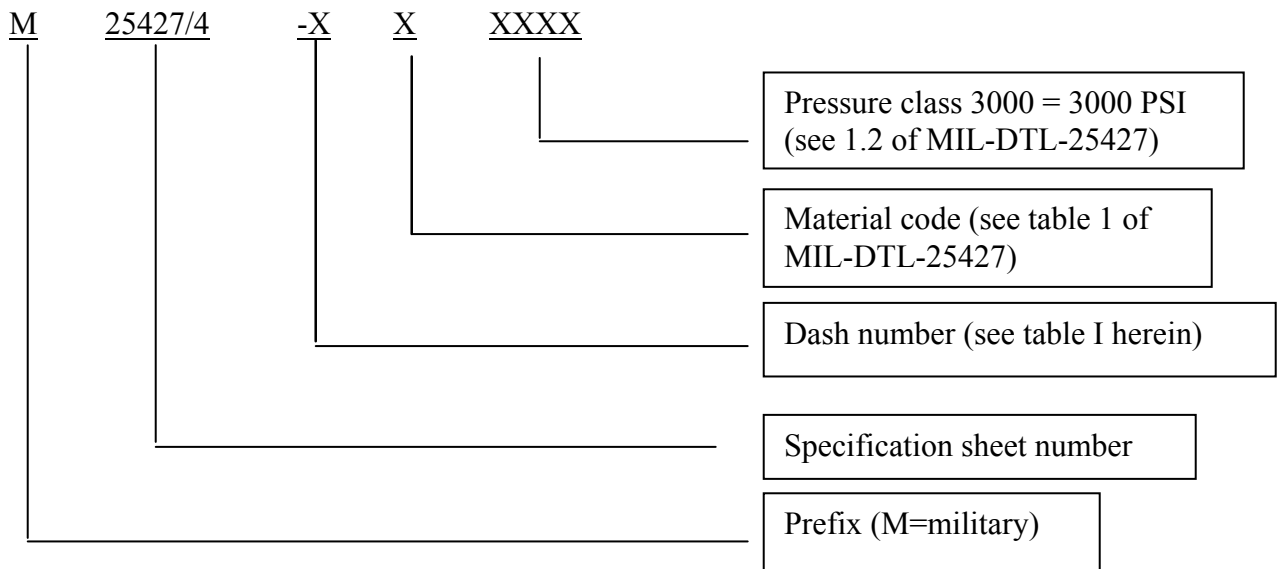 M 25427/4 -X X XXXX
Pressure class 3000 = 3000 PSI
(see 1.2 of MIL-DTL-25427)
Material code (see table 1 of
MIL-DTL-25427)
Dash number (see table I herein)
Specification sheet number
Prefix (M=military)